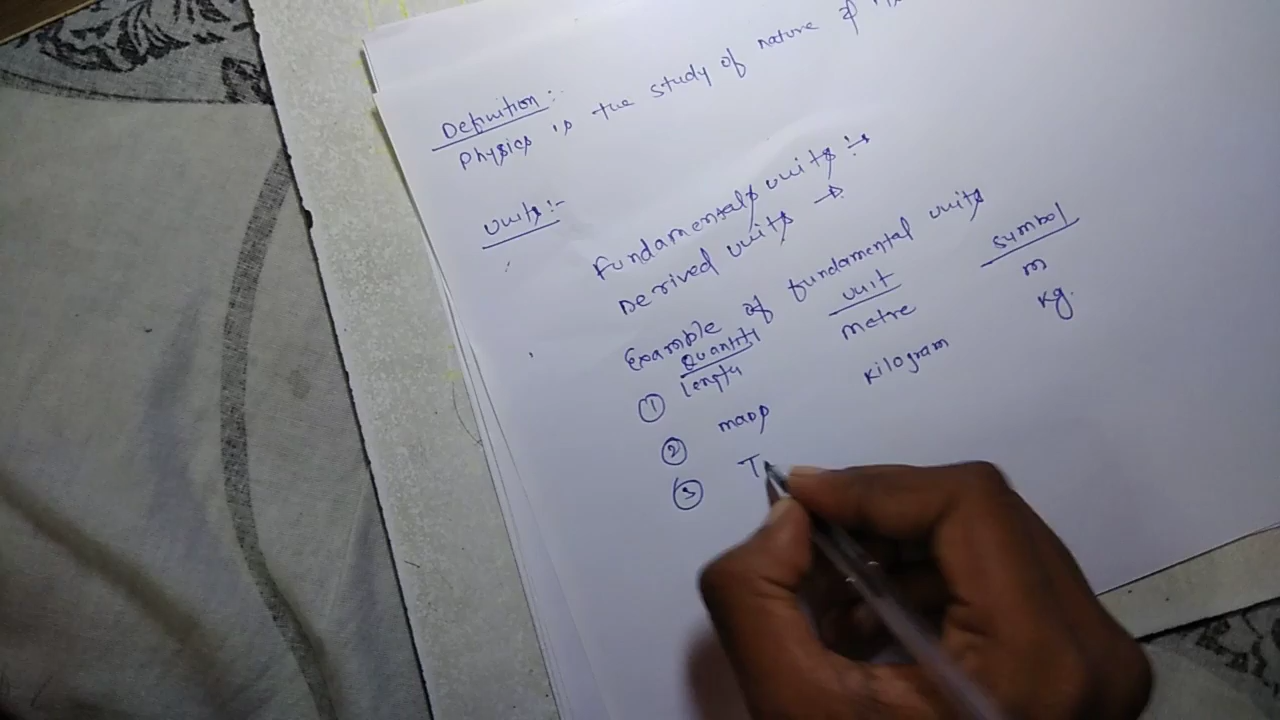 Definition:-
Physics is the study of nature of
Units:-
Fundamentals units :→
Derived units →
Example of fundamental units
Quantity unit symbol
① length metre m
② mass kilogram kg.
③ T